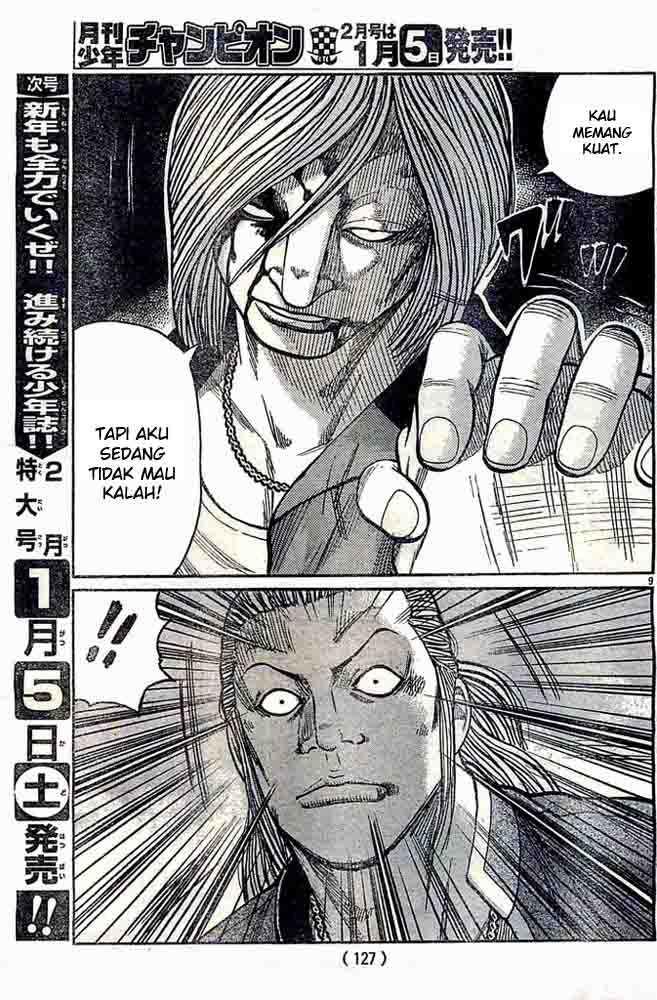 月刊
少年
チャンピオン
2月号は
1月5日発売!!
KAU
MEMANG
KUAT.
TAPI AKU
SEDANG
TIDAK MAU
KALAH!
次号
新年も全力でいくぜ!!
進み続ける少年誌!!
2月
特大号
1月5日(土)発売!!
9
!!
(127)